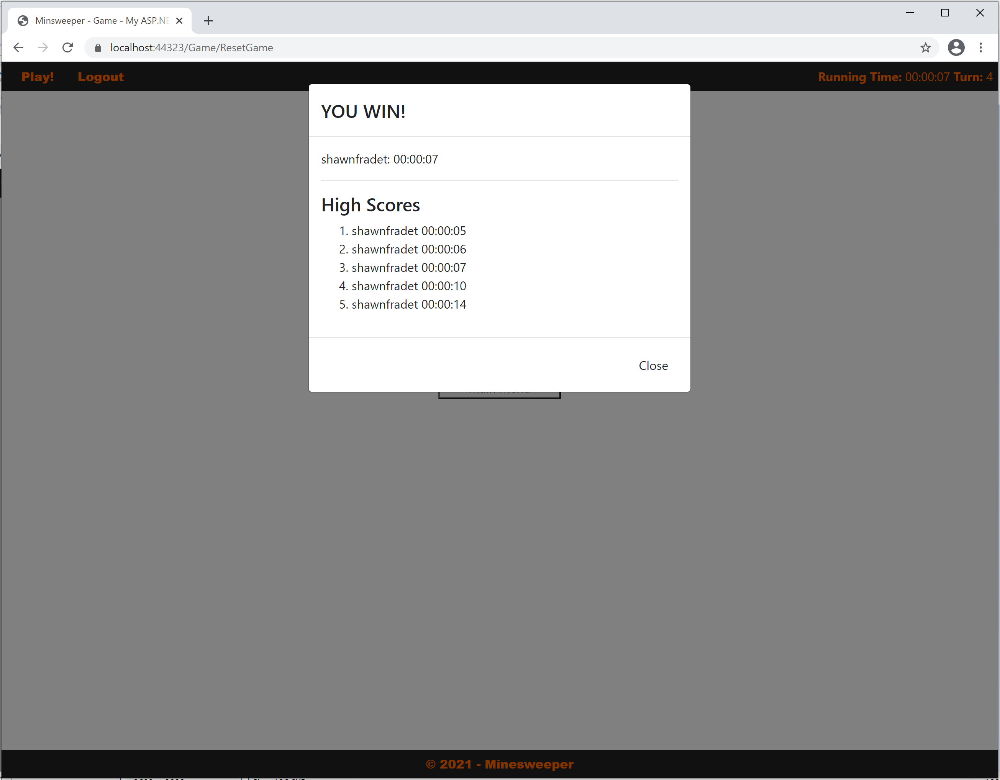 Minsweeper - Game - My ASP.NE
localhost:44323/Game/ResetGame
Play! Logout Running Time: 00:00:07 Turn: 4
YOU WIN!
shawnfradet: 00:00:07
High Scores
1. shawnfradet 00:00:05
2. shawnfradet 00:00:06
3. shawnfradet 00:00:07
4. shawnfradet 00:00:10
5. shawnfradet 00:00:14
Close
© 2021 - Minesweeper